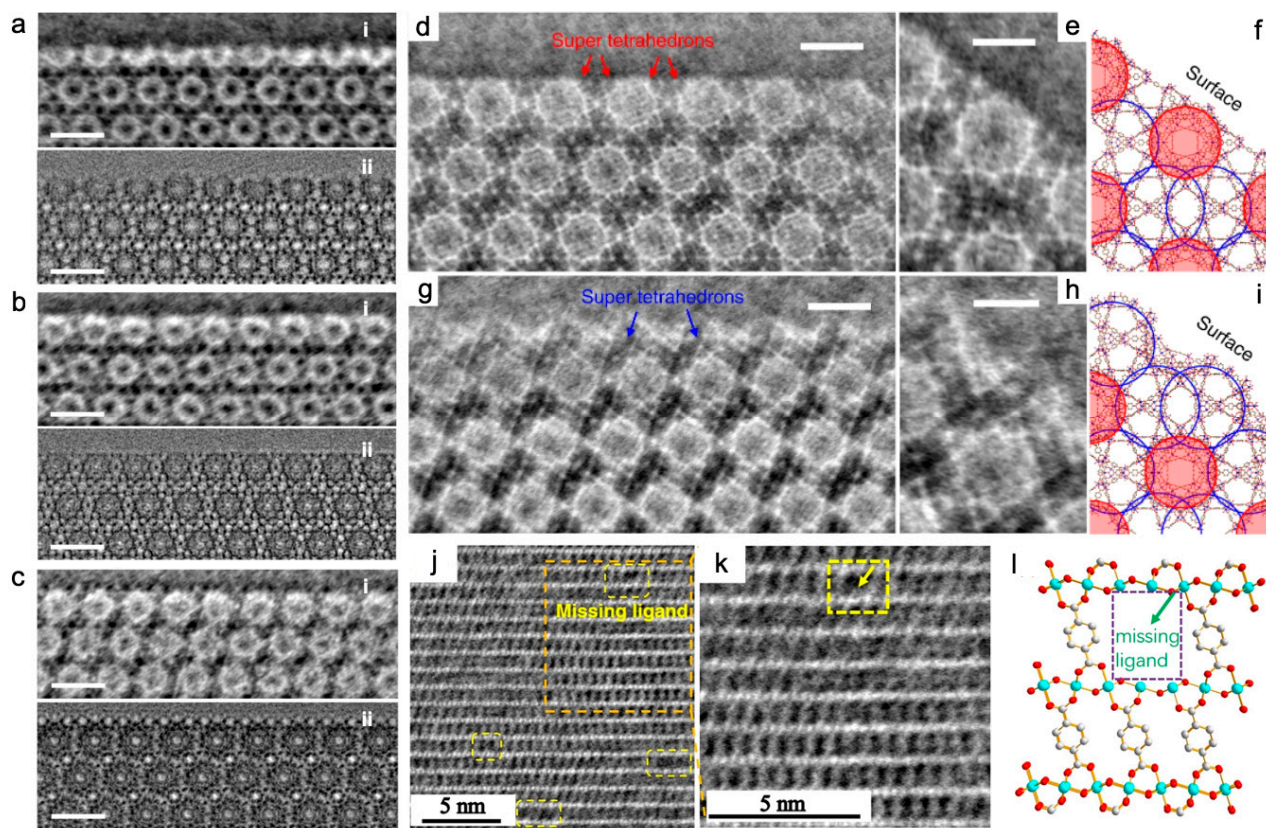 a
i
ii
b
i
ii
c
i
ii
d
Super tetrahedrons
e
f
Surface
g
Super tetrahedrons
h
i
Surface
j
Missing ligand
5 nm
k
5 nm
l
missing
ligand